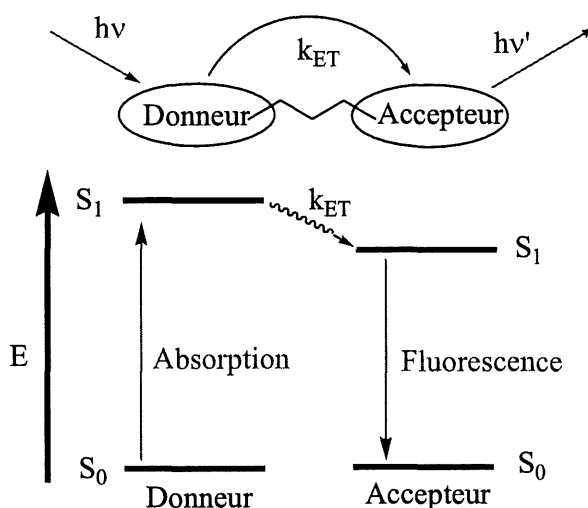 hν
hν'
k_ET
Donneur
Accepteur
S₁
k_ET
S₁
E
Absorption
Fluorescence
S₀
S₀
Donneur
Accepteur